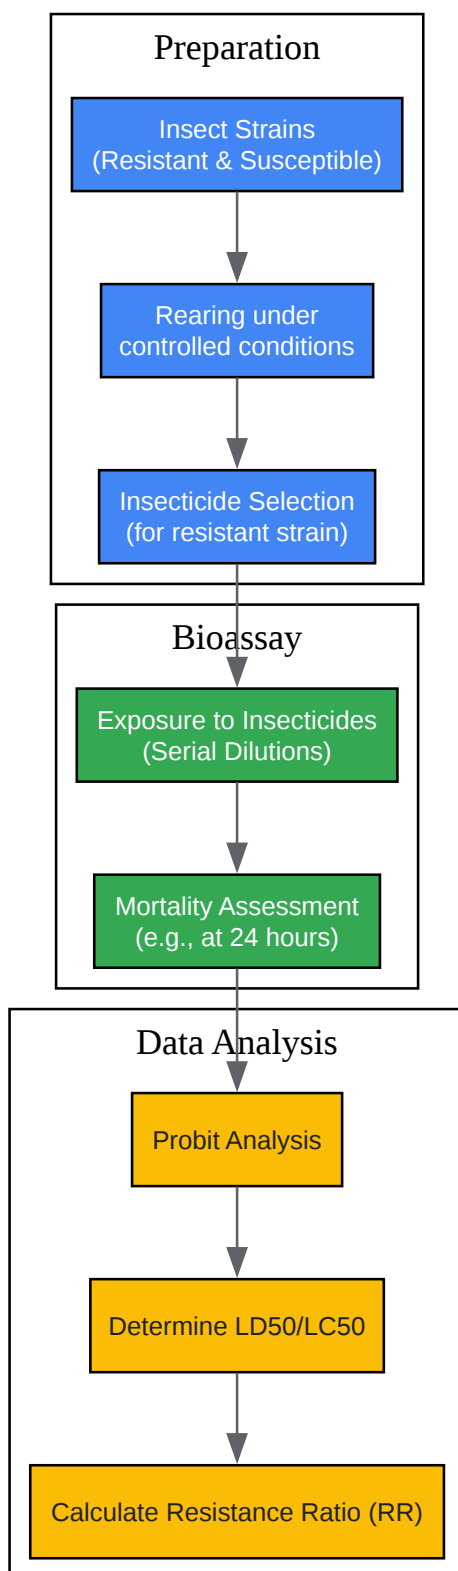 Preparation
Insect Strains
(Resistant & Susceptible)
Rearing under
controlled conditions
Insecticide Selection
(for resistant strain)
Bioassay
Exposure to Insecticides
(Serial Dilutions)
Mortality Assessment
(e.g., at 24 hours)
Data Analysis
Probit Analysis
Determine LD50/LC50
Calculate Resistance Ratio (RR)